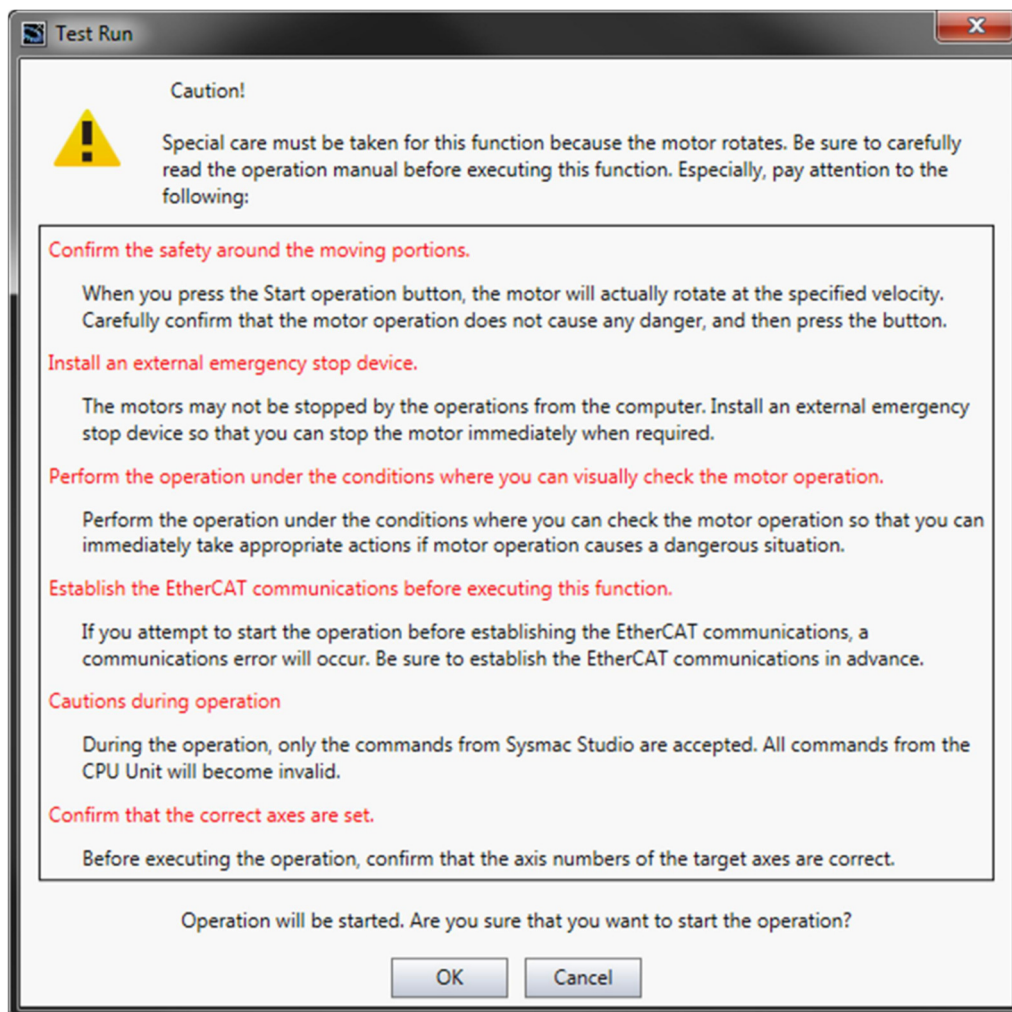 Test Run
Caution!
Special care must be taken for this function because the motor rotates. Be sure to carefully
read the operation manual before executing this function. Especially, pay attention to the
following:
Confirm the safety around the moving portions.
When you press the Start operation button, the motor will actually rotate at the specified velocity.
Carefully confirm that the motor operation does not cause any danger, and then press the button.
Install an external emergency stop device.
The motors may not be stopped by the operations from the computer. Install an external emergency
stop device so that you can stop the motor immediately when required.
Perform the operation under the conditions where you can visually check the motor operation.
Perform the operation under the conditions where you can check the motor operation so that you can
immediately take appropriate actions if motor operation causes a dangerous situation.
Establish the EtherCAT communications before executing this function.
If you attempt to start the operation before establishing the EtherCAT communications, a
communications error will occur. Be sure to establish the EtherCAT communications in advance.
Cautions during operation
During the operation, only the commands from Sysmac Studio are accepted. All commands from the
CPU Unit will become invalid.
Confirm that the correct axes are set.
Before executing the operation, confirm that the axis numbers of the target axes are correct.
Operation will be started. Are you sure that you want to start the operation?
OK
Cancel